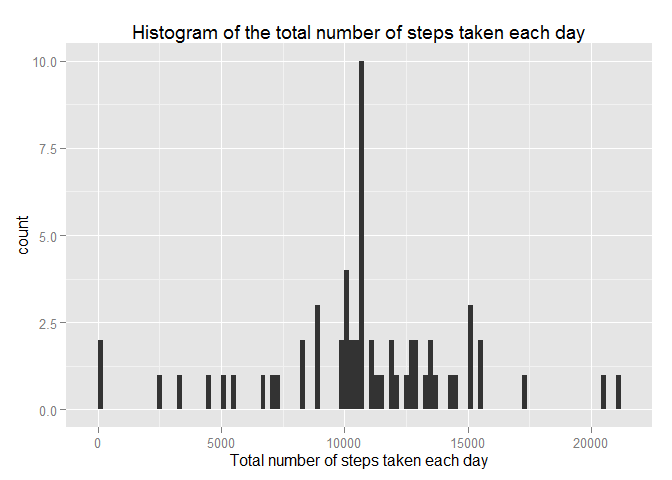 Histogram of the total number of steps taken each day
10.0
7.5
5.0
2.5
0.0
count
0 5000 10000 15000 20000
Total number of steps taken each day